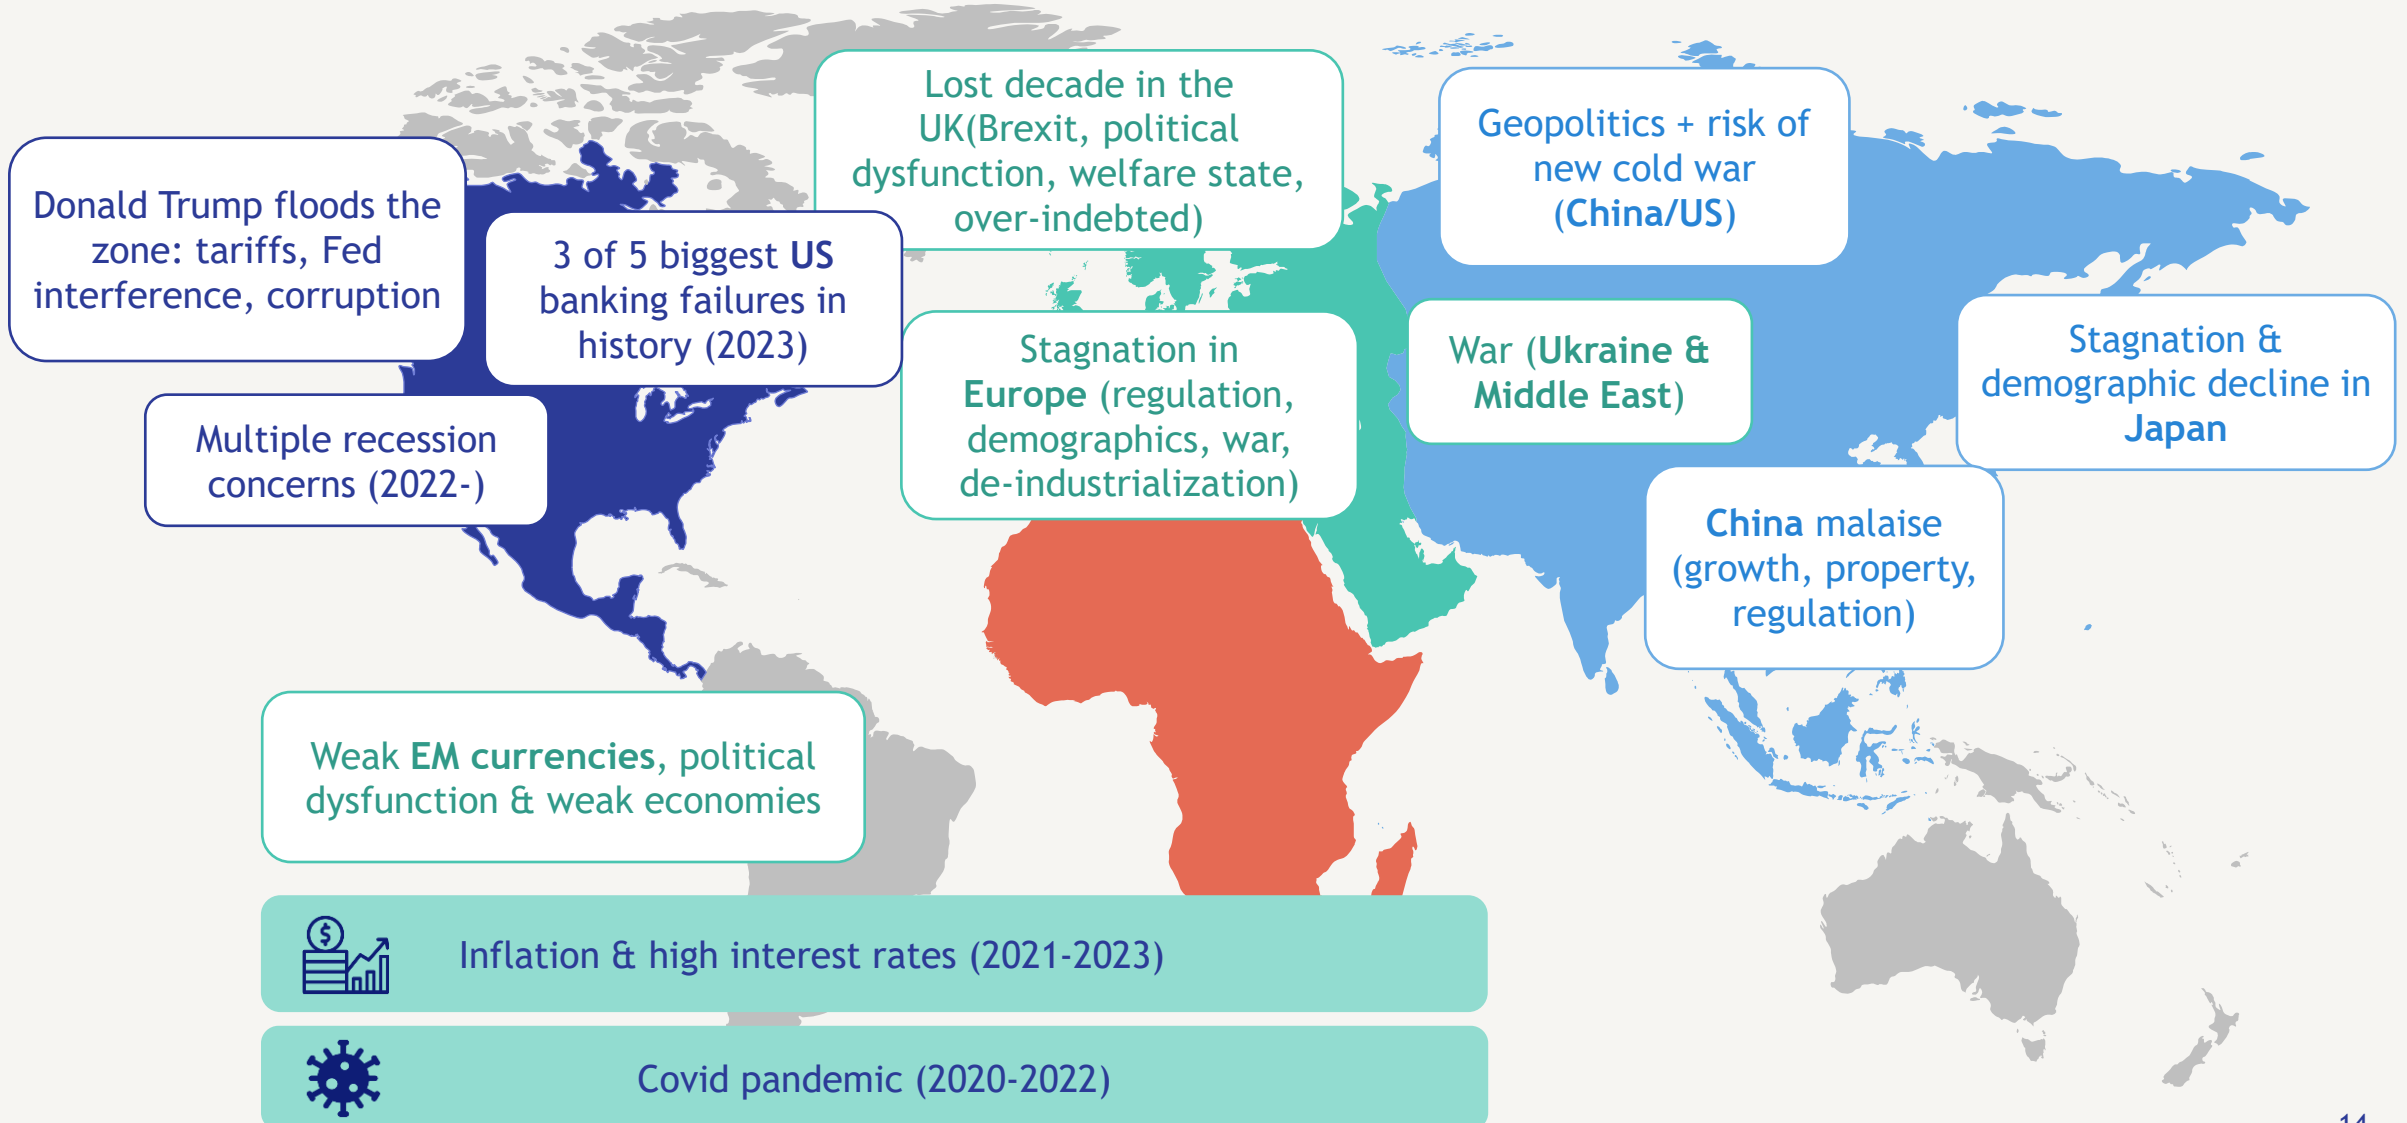 Lost decade in the
UK(Brexit, political
dysfunction, welfare state,
over-indebted)
Geopolitics + risk of
new cold war
(China/US)
Donald Trump floods the
zone: tariffs, Fed
interference, corruption
3 of 5 biggest US
banking failures in
history (2023)
Stagnation in
Europe (regulation,
demographics, war,
de-industrialization)
War (Ukraine &
Middle East)
Stagnation &
demographic decline in
Japan
Multiple recession
concerns (2022-)
China malaise
(growth, property,
regulation)
Weak EM currencies, political
dysfunction & weak economies
$
Inflation & high interest rates (2021-2023)
Covid pandemic (2020-2022)
14